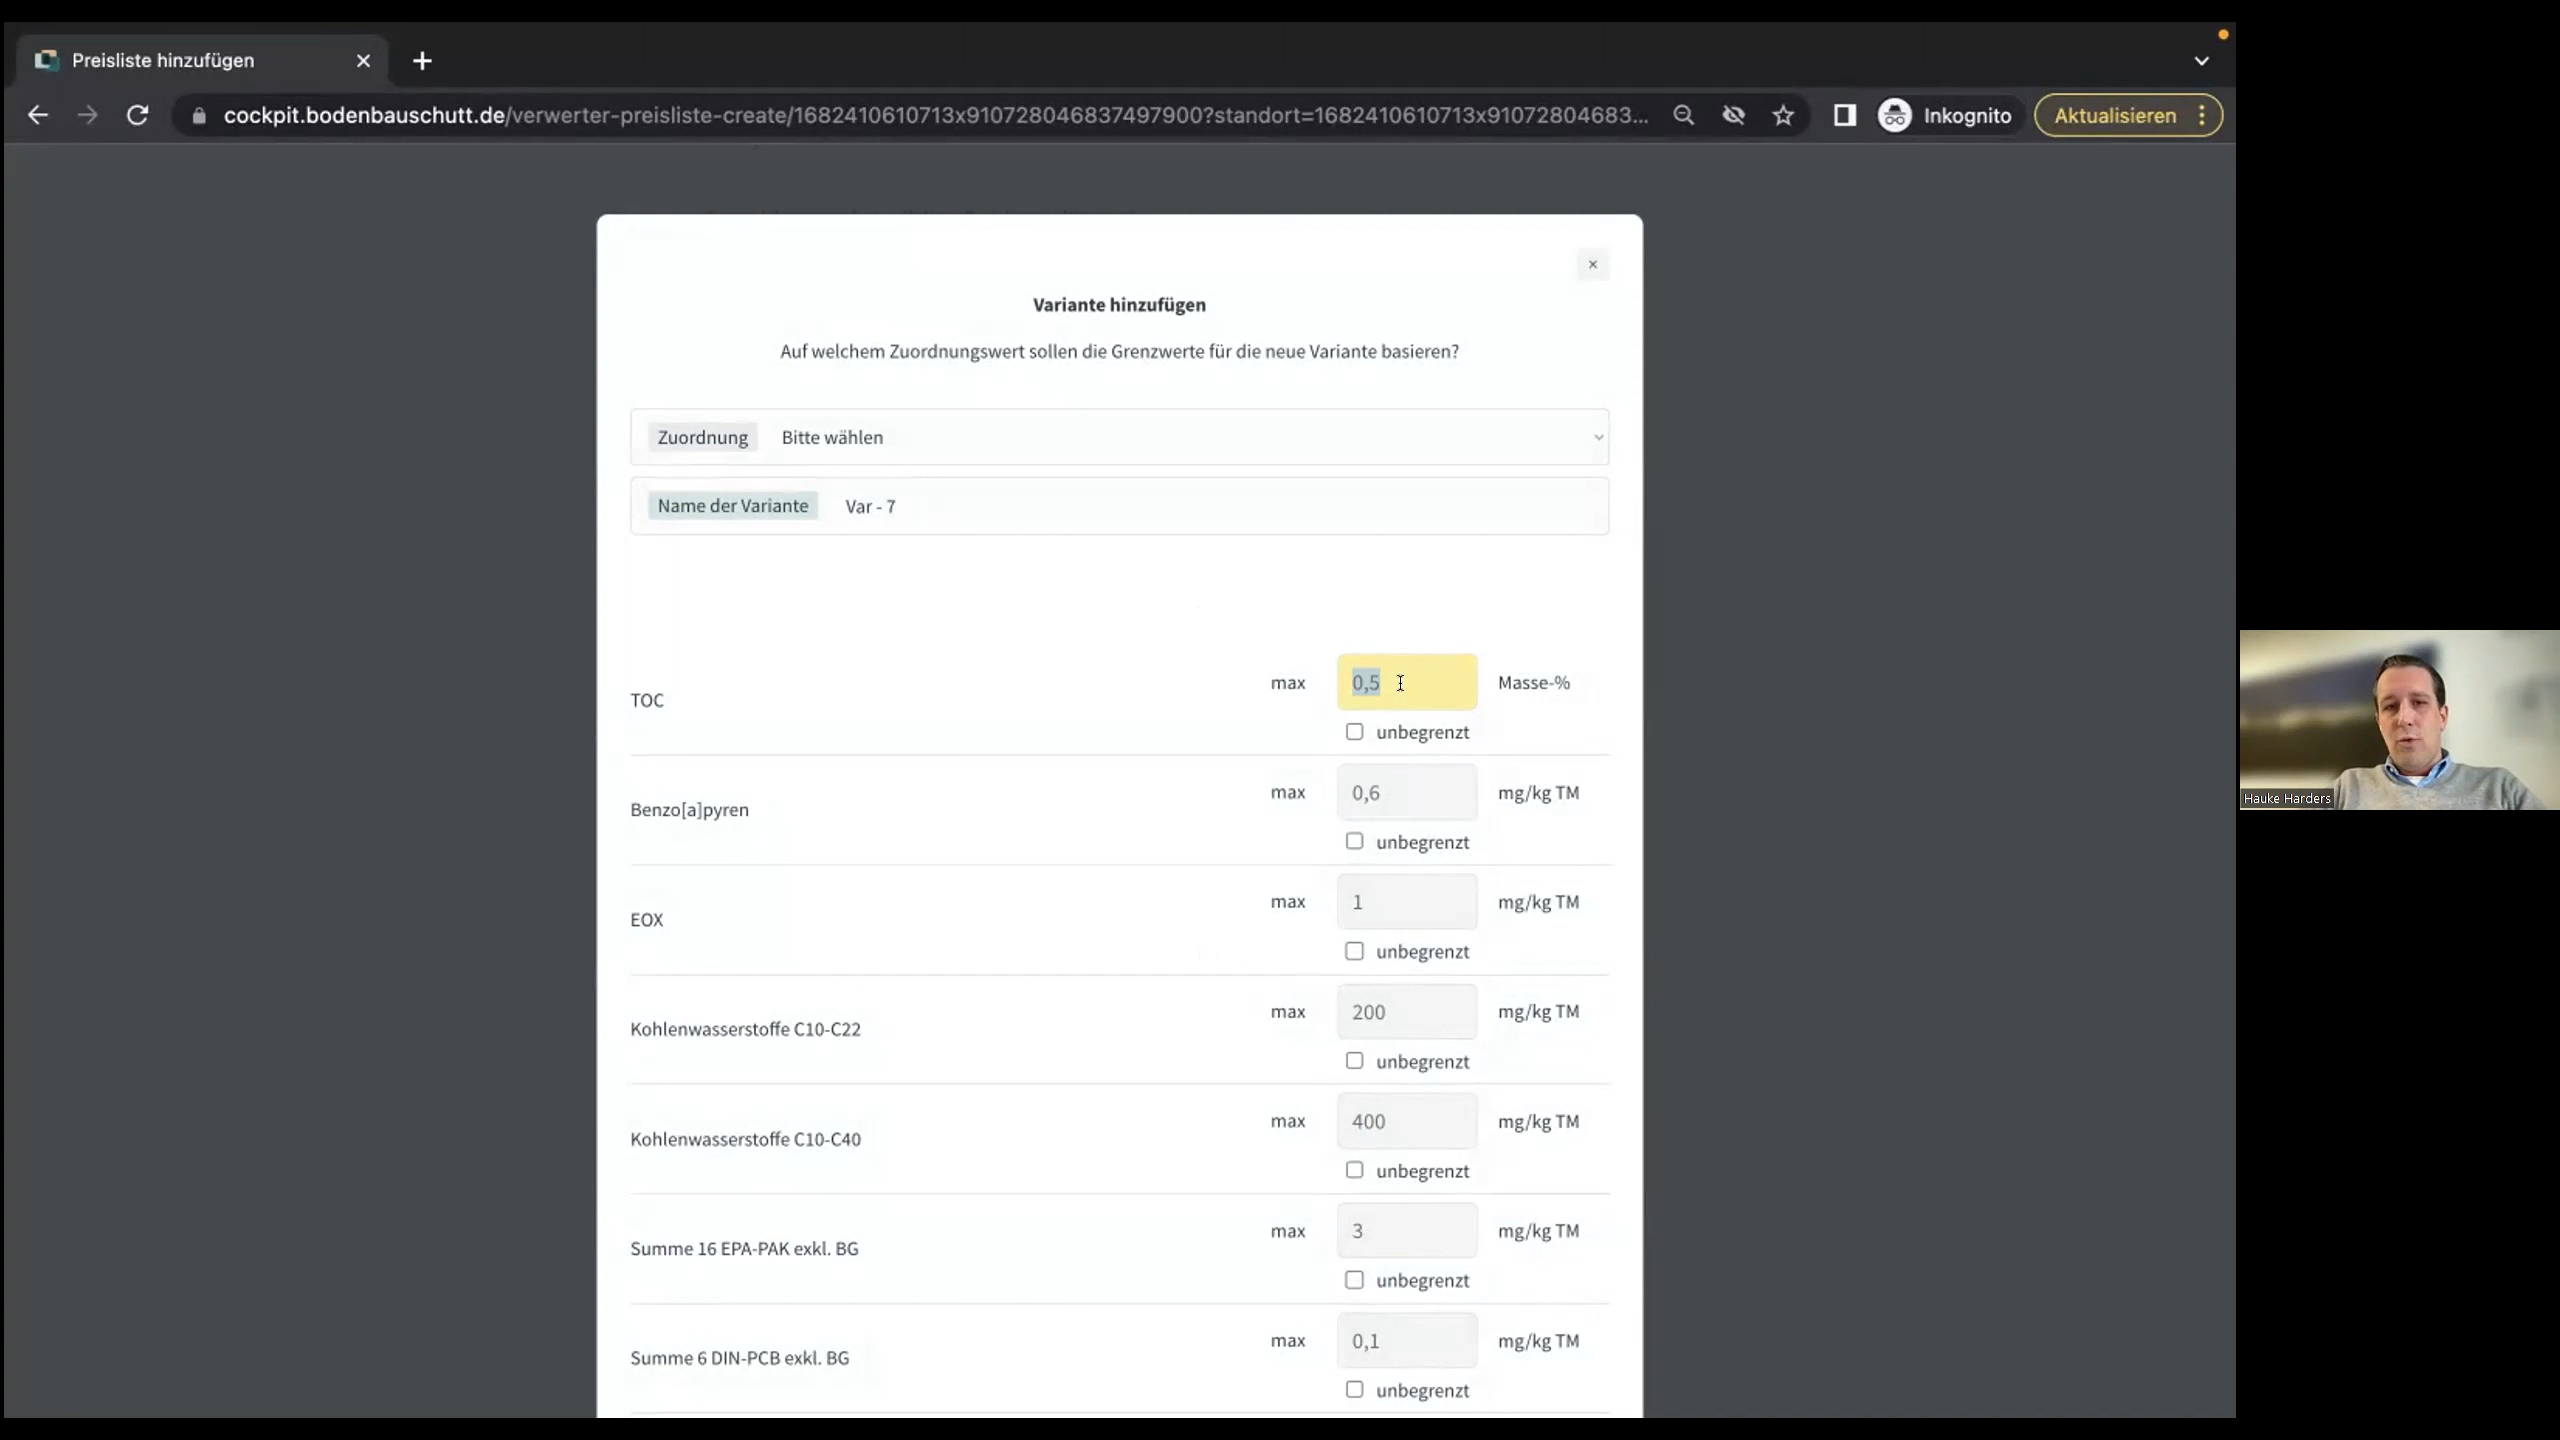 Preisliste hinzufügen
cockpit.bodenbauschutt.de/verwerter-preisliste-create/1682410610713x910728046837497900?standort=1682410610713x91072804683...
Inkognito
Aktualisieren
Variante hinzufügen
Auf welchem Zuordnungswert sollen die Grenzwerte für die neue Variante basieren?
Zuordnung Bitte wählen
Name der Variante Var - 7
TOC max 0,5 Masse-%
unbegrenzt
Benzo[a]pyren max 0,6 mg/kg TM
unbegrenzt
EOX max 1 mg/kg TM
unbegrenzt
Kohlenwasserstoffe C10-C22 max 200 mg/kg TM
unbegrenzt
Kohlenwasserstoffe C10-C40 max 400 mg/kg TM
unbegrenzt
Summe 16 EPA-PAK exkl. BG max 3 mg/kg TM
unbegrenzt
Summe 6 DIN-PCB exkl. BG max 0,1 mg/kg TM
unbegrenzt
Hauke Harders